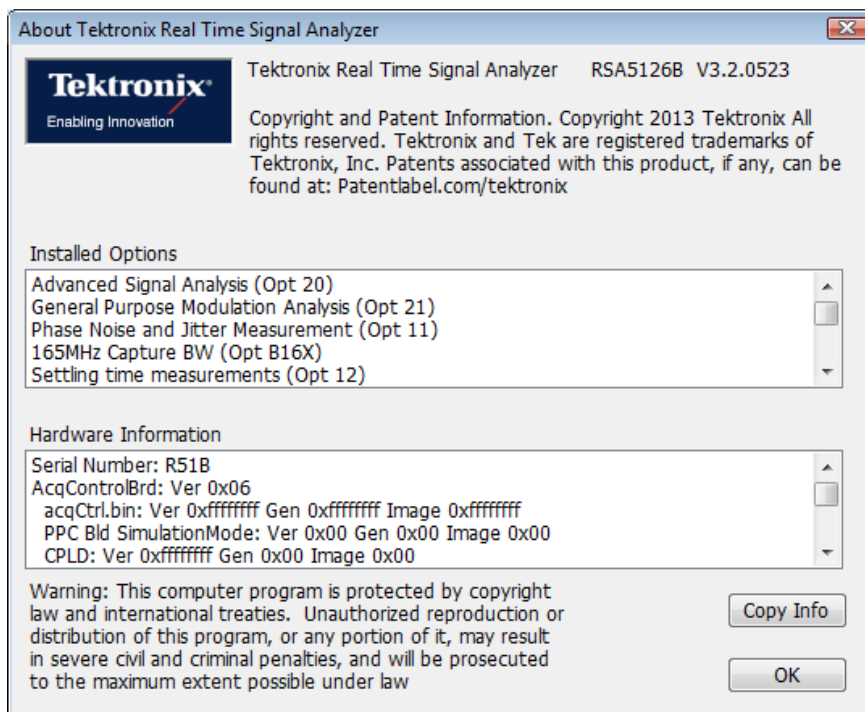 About Tektronix Real Time Signal Analyzer
Tektronix®
Enabling Innovation
Tektronix Real Time Signal Analyzer RSA5126B V3.2.0523
Copyright and Patent Information. Copyright 2013 Tektronix All
rights reserved. Tektronix and Tek are registered trademarks of
Tektronix, Inc. Patents associated with this product, if any, can be
found at: Patentlabel.com/tektronix
Installed Options
Advanced Signal Analysis (Opt 20)
General Purpose Modulation Analysis (Opt 21)
Phase Noise and Jitter Measurement (Opt 11)
165MHz Capture BW (Opt B16X)
Settling time measurements (Opt 12)
Hardware Information
Serial Number: R51B
AcqControlBrd: Ver 0x06
acqCtrl.bin: Ver 0xffffffff Gen 0xffffffff Image 0xffffffff
PPC Bld SimulationMode: Ver 0x00 Gen 0x00 Image 0x00
CPLD: Ver 0xffffffff Gen 0x00 Image 0x00
Warning: This computer program is protected by copyright
law and international treaties. Unauthorized reproduction or
distribution of this program, or any portion of it, may result
in severe civil and criminal penalties, and will be prosecuted
to the maximum extent possible under law
Copy Info
OK